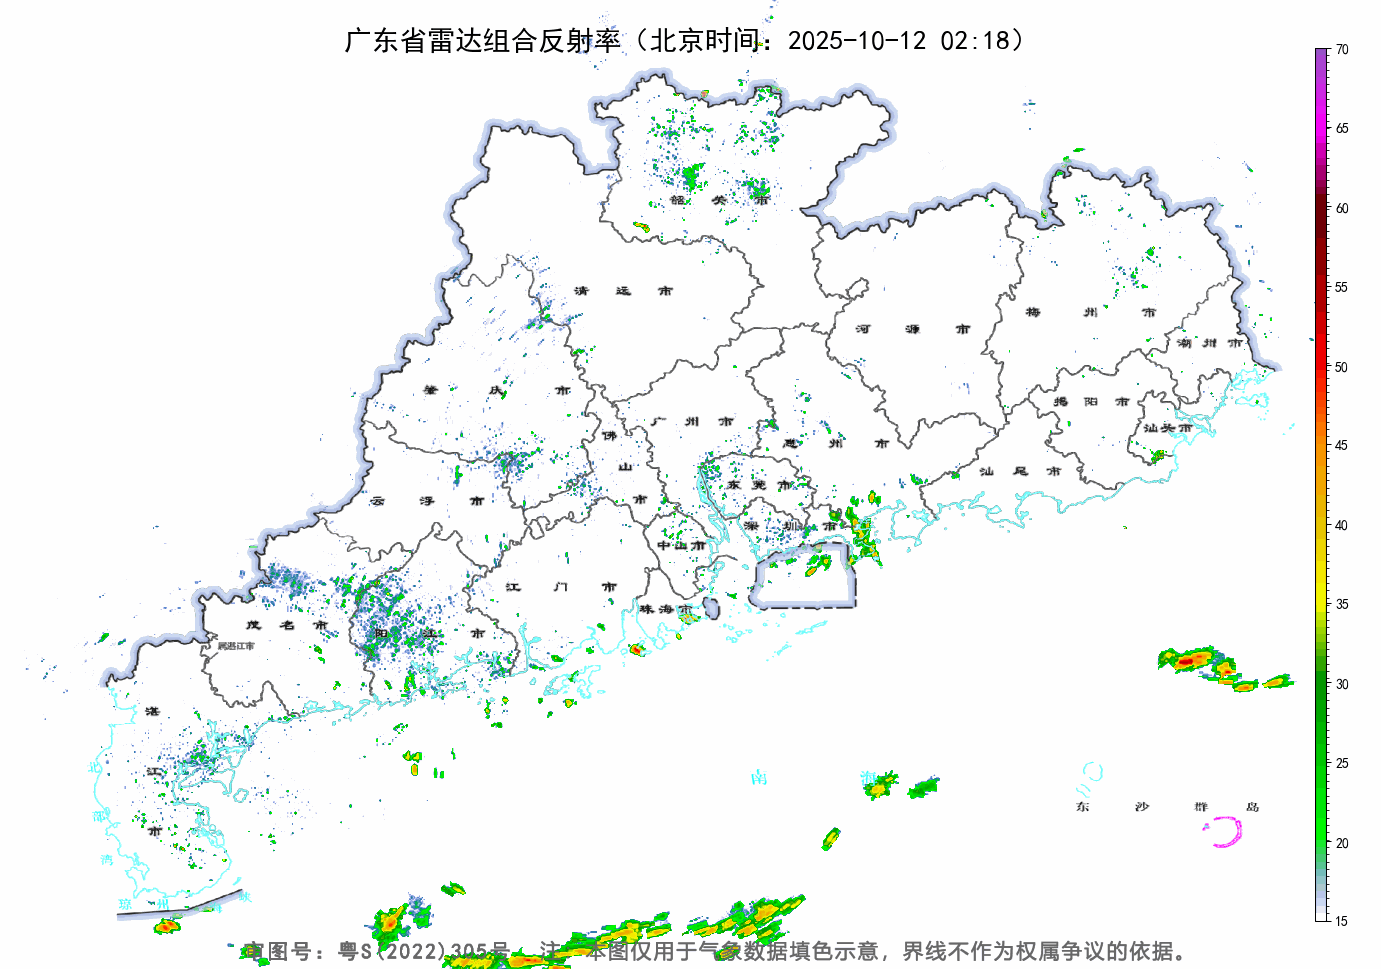 广东省雷达组合反射率（北京时间：2025-10-12 02:18）
70
65
60
55
50
45
40
35
30
25
20
15
韶 关 市
清 远 市
河 源 市
梅 州 市
潮 州 市
肇 庆 市
揭 阳 市
汕头市
广 州 市
佛 山 市
惠 州 市
汕 尾 市
云 浮 市
东 莞 市
深 圳 市
中山市
江 门 市
珠海市
茂 名 市
属湛江市
阳 江 市
湛 江 市
北 部 湾
南 海
东 沙 群 岛
琼 州 海 峡
审图号：粤S(2022)305号 注：本图仅用于气象数据填色示意，界线不作为权属争议的依据。